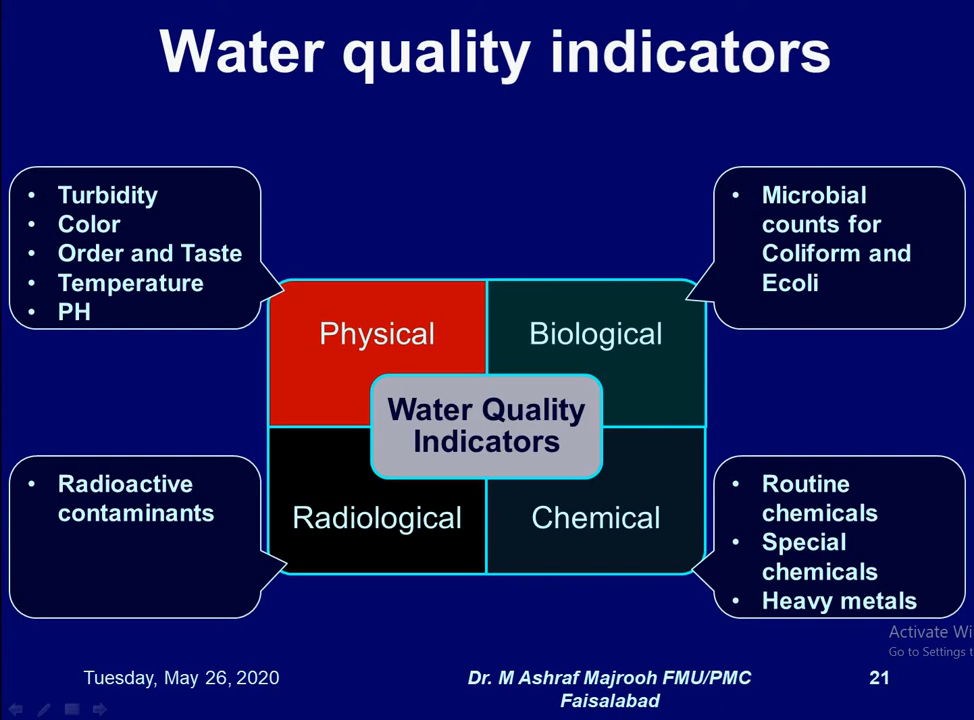 Water quality indicators
• Turbidity
• Color
• Order and Taste
• Temperature
• PH
• Microbial
counts for
Coliform and
Ecoli
Physical
Biological
Water Quality
Indicators
Radiological
Chemical
• Radioactive
contaminants
• Routine
chemicals
• Special
chemicals
• Heavy metals
Activate Wi
Go to Settings t
Tuesday, May 26, 2020
Dr. M Ashraf Majrooh FMU/PMC
Faisalabad
21